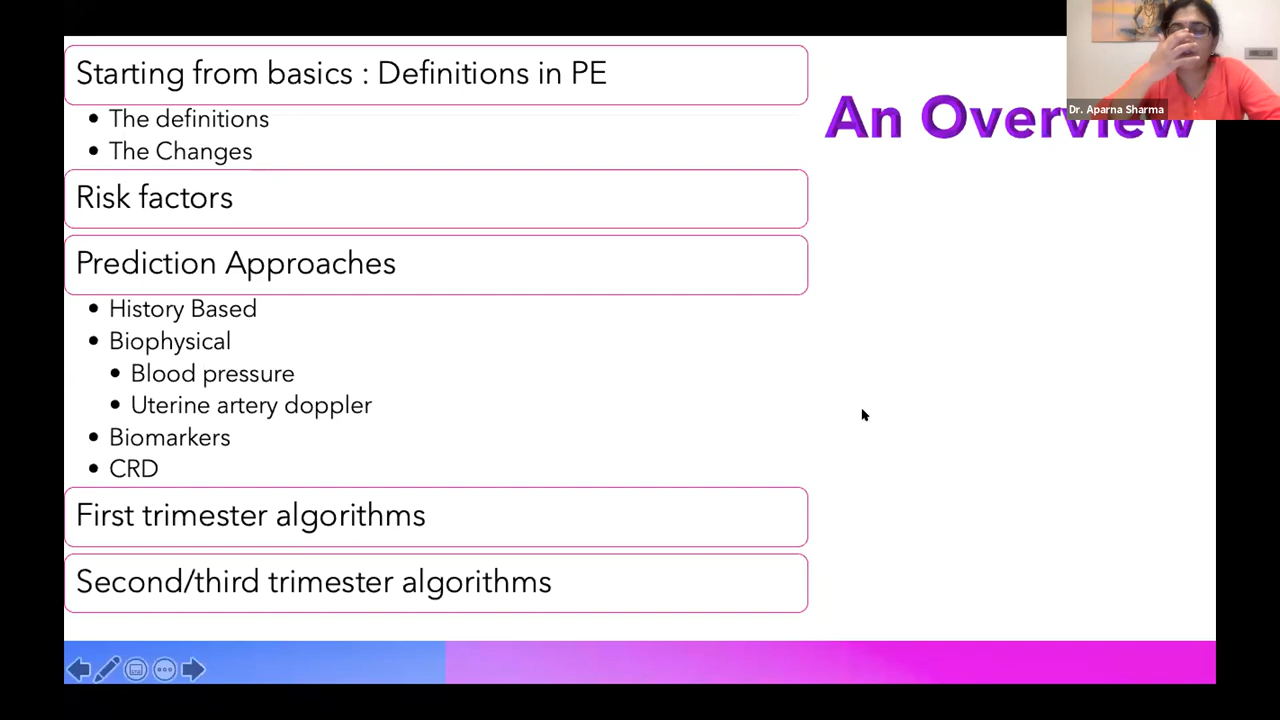 Starting from basics : Definitions in PE
• The definitions
• The Changes
Risk factors
Prediction Approaches
• History Based
• Biophysical
• Blood pressure
• Uterine artery doppler
• Biomarkers
• CRD
First trimester algorithms
Second/third trimester algorithms
An Overview
Dr. Aparna Sharma